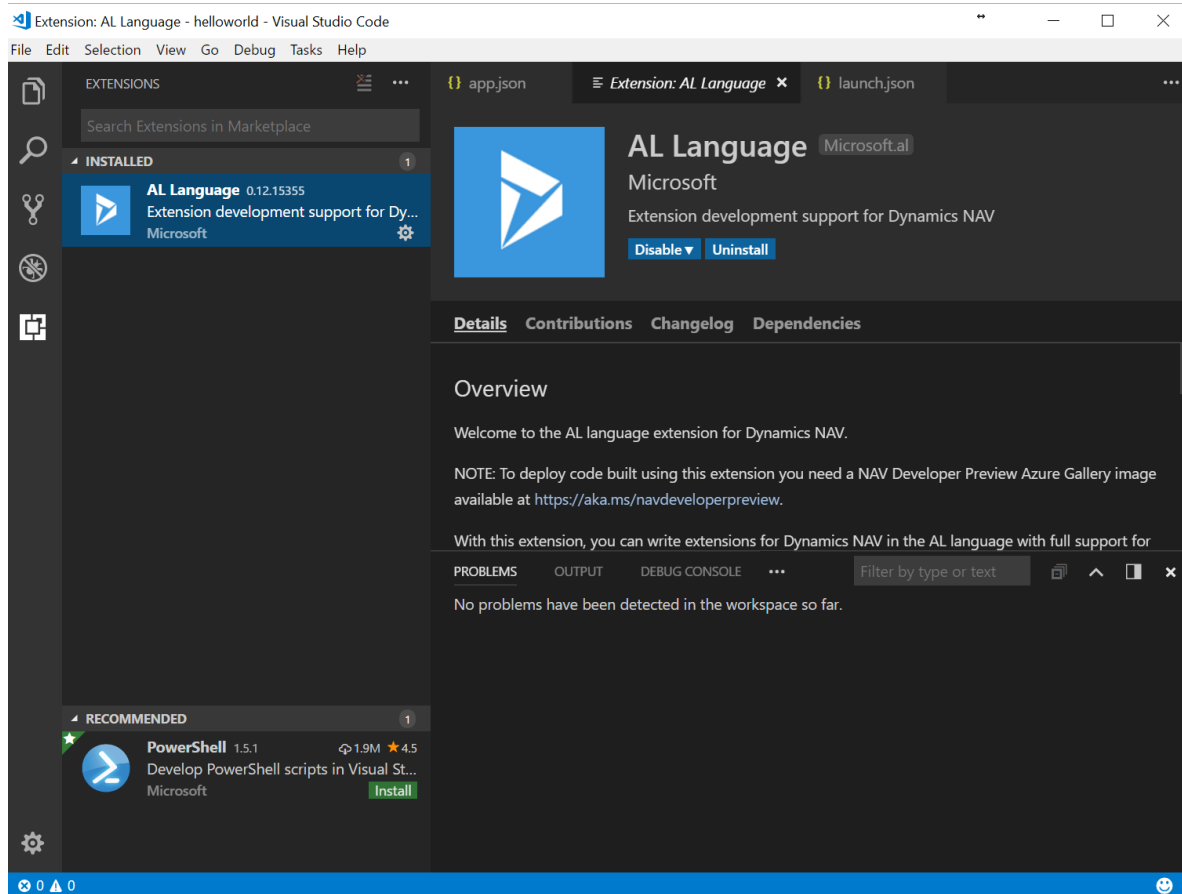 Extension: AL Language - helloworld - Visual Studio Code
File Edit Selection View Go Debug Tasks Help
EXTENSIONS
Search Extensions in Marketplace
INSTALLED 1
AL Language 0.12.15355
Extension development support for Dy...
Microsoft
RECOMMENDED 1
PowerShell 1.5.1 1.9M 4.5
Develop PowerShell scripts in Visual St...
Microsoft Install
{} app.json Extension: AL Language {} launch.json
AL Language Microsoft.al
Microsoft
Extension development support for Dynamics NAV
Disable Uninstall
Details Contributions Changelog Dependencies
Overview
Welcome to the AL language extension for Dynamics NAV.
NOTE: To deploy code built using this extension you need a NAV Developer Preview Azure Gallery image
available at https://aka.ms/navdeveloperpreview.
With this extension, you can write extensions for Dynamics NAV in the AL language with full support for
PROBLEMS OUTPUT DEBUG CONSOLE ... Filter by type or text
No problems have been detected in the workspace so far.
0 0